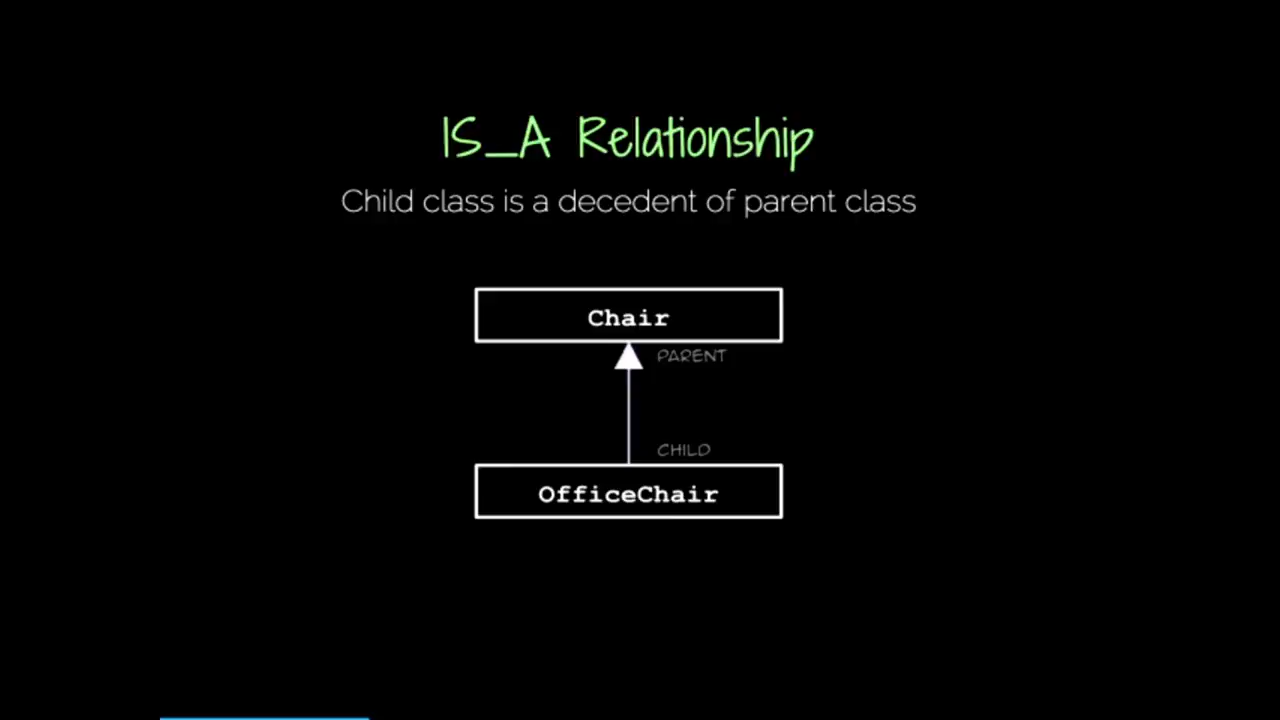 IS_A Relationship
Child class is a decedent of parent class
Chair
PARENT
CHILD
OfficeChair